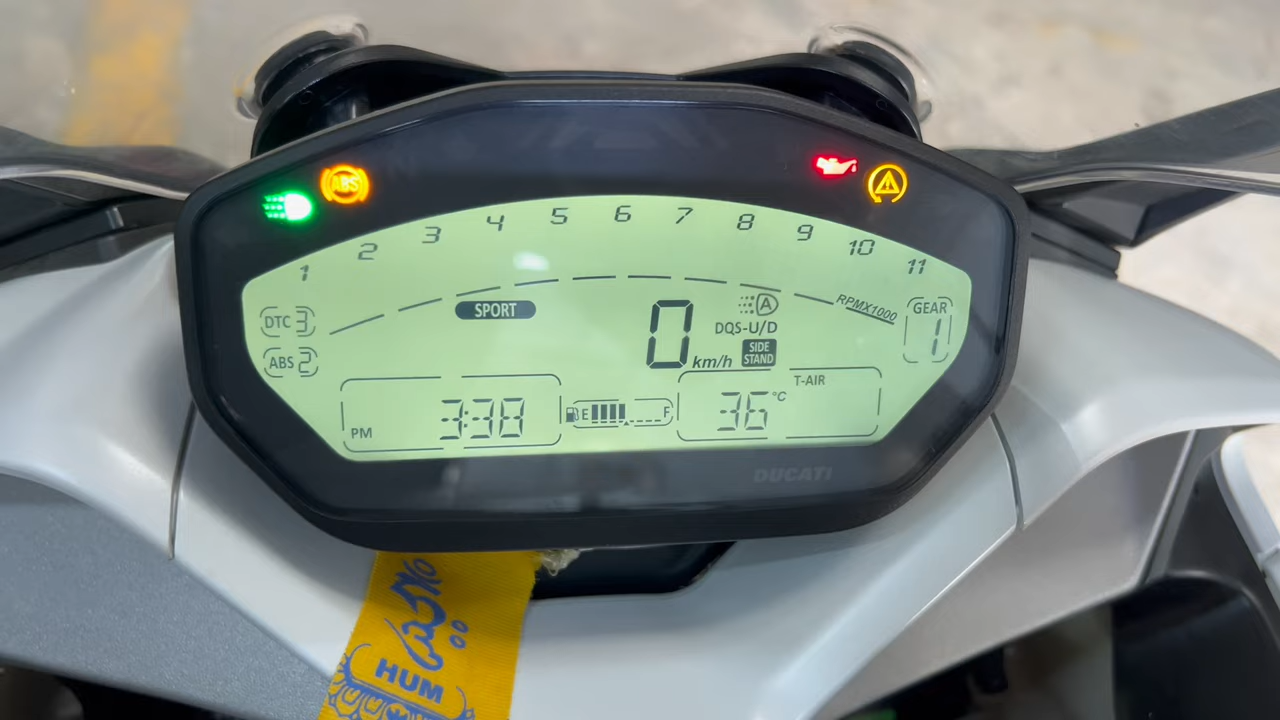 ABS
1 2 3 4 5 6 7 8 9 10 11
RPMX1000
SPORT
DTC 3
ABS 2
0 km/h
A
DQS-U/D
SIDE
STAND
GEAR
1
PM 3:38
E F
T-AIR
36 °C
DUCATI
HUM